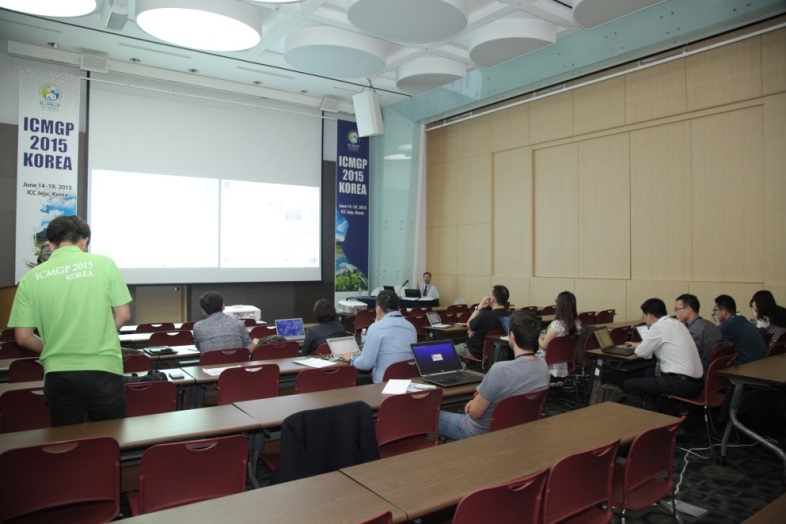 ICMGP
2015
KOREA
June 14-19, 2015
ICC Jeju, Korea
ICMGP
2015
KOREA
June 14-19, 2015
ICC Jeju, Korea
ICMGP 2015
KOREA